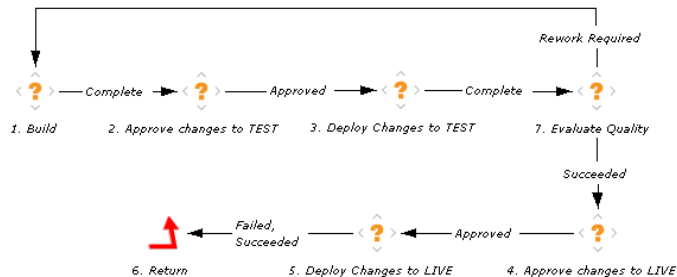 Rework Required
Complete
Approved
Complete
1. Build
2. Approve changes to TEST
3. Deploy Changes to TEST
7. Evaluate Quality
Succeeded
Failed,
Succeeded
Approved
6. Return
5. Deploy Changes to LIVE
4. Approve changes to LIVE